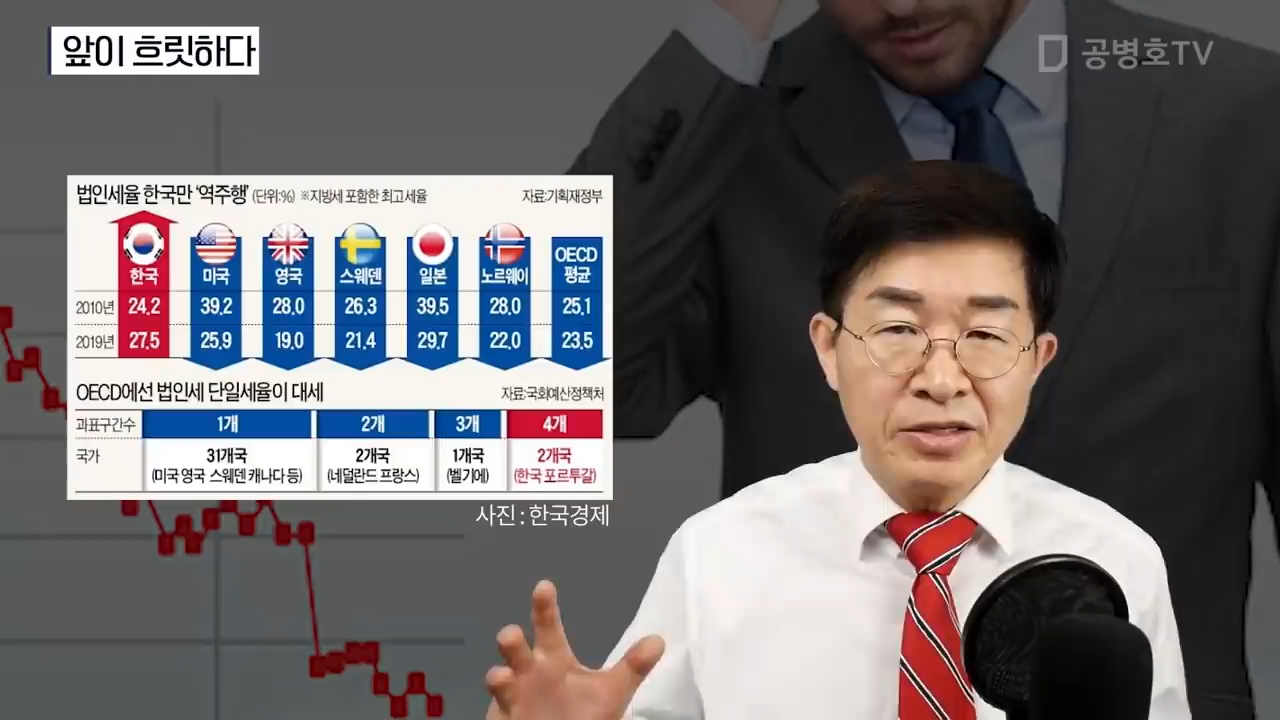 앞이 흐릿하다
공병호TV
법인세율 한국만 '역주행' (단위:%) ※지방세 포함한 최고 세율 자료:기획재정부
한국 미국 영국 스웨덴 일본 노르웨이 OECD 평균
2010년 24.2 39.2 28.0 26.3 39.5 28.0 25.1
2019년 27.5 25.9 19.0 21.4 29.7 22.0 23.5
OECD에선 법인세 단일세율이 대세 자료:국회예산정책처
과표구간수 1개 2개 3개 4개
국가 31개국 2개국 1개국 2개국
(미국 영국 스웨덴 캐나다 등) (네덜란드 프랑스) (벨기에) (한국 포르투갈)
사진 : 한국경제